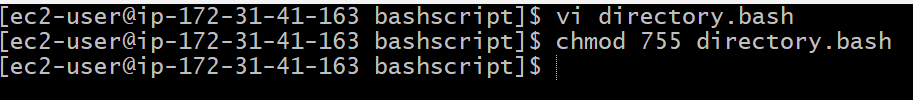 [ec2-user@ip-172-31-41-163 bashscript]$ vi directory.bash
[ec2-user@ip-172-31-41-163 bashscript]$ chmod 755 directory.bash
[ec2-user@ip-172-31-41-163 bashscript]$